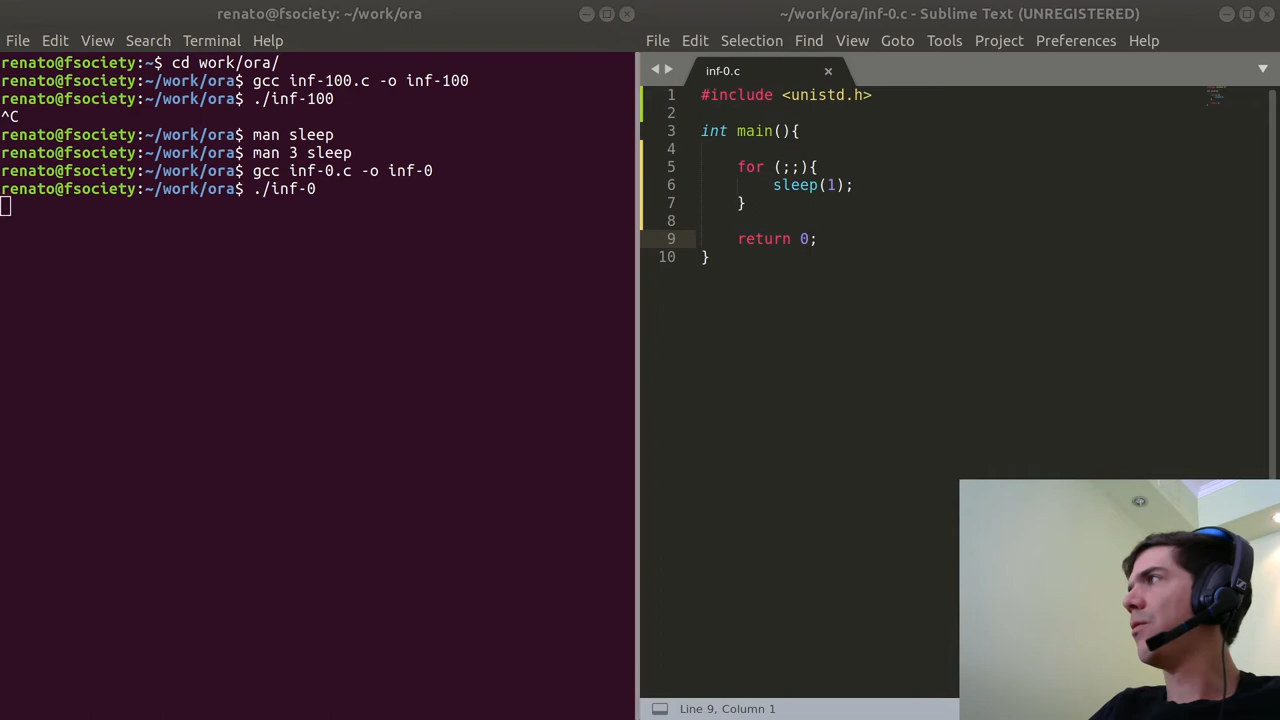 renato@fsociety: ~/work/ora
File Edit View Search Terminal Help
renato@fsociety:~$ cd work/ora/
renato@fsociety:~/work/ora$ gcc inf-100.c -o inf-100
renato@fsociety:~/work/ora$ ./inf-100
^C
renato@fsociety:~/work/ora$ man sleep
renato@fsociety:~/work/ora$ man 3 sleep
renato@fsociety:~/work/ora$ gcc inf-0.c -o inf-0
renato@fsociety:~/work/ora$ ./inf-0
~/work/ora/inf-0.c - Sublime Text (UNREGISTERED)
File Edit Selection Find View Goto Tools Project Preferences Help
inf-0.c
1 #include <unistd.h>
2
3 int main(){
4
5 for (;;){
6 sleep(1);
7 }
8
9 return 0;
10 }
Line 9, Column 1